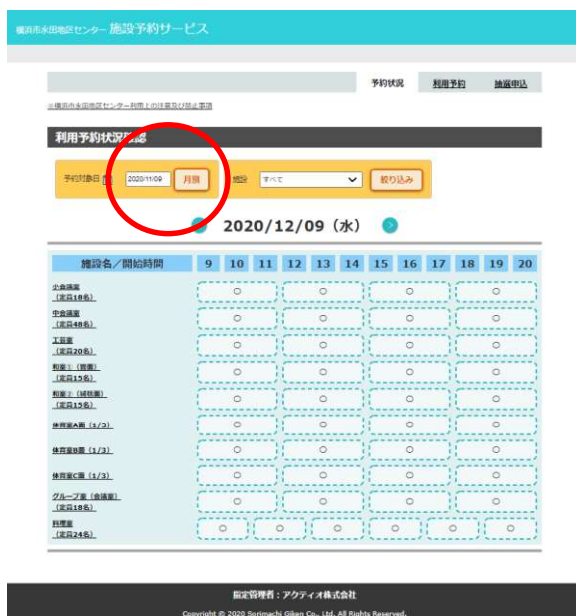 横浜市永田地区センター 施設予約サービス
予約状況 利用予約 抽選申込
※横浜市永田地区センター利用上の注意及び禁止事項
利用予約状況確認
予約対象日 2020/11/09 月別 施設 すべて 絞り込み
2020/12/09（水）
施設名／開始時間 9 10 11 12 13 14 15 16 17 18 19 20
小会議室
（定員18名） ○ ○ ○ ○
中会議室
（定員48名） ○ ○ ○ ○
工芸室
（定員20名） ○ ○ ○ ○
和室１
（定員15名） ○ ○ ○ ○
和室２
（定員15名） ○ ○ ○ ○
体育室A面（1/3） ○ ○ ○ ○
体育室B面（1/3） ○ ○ ○ ○
体育室C面（1/3） ○ ○ ○ ○
グループ室（会議室）
（定員18名） ○ ○ ○ ○
料理室
（定員24名） ○ ○ ○ ○ ○ ○
指定管理者：アクティオ株式会社
Copyright © 2020 Sorimachi Giken Co., Ltd. All Rights Reserved.